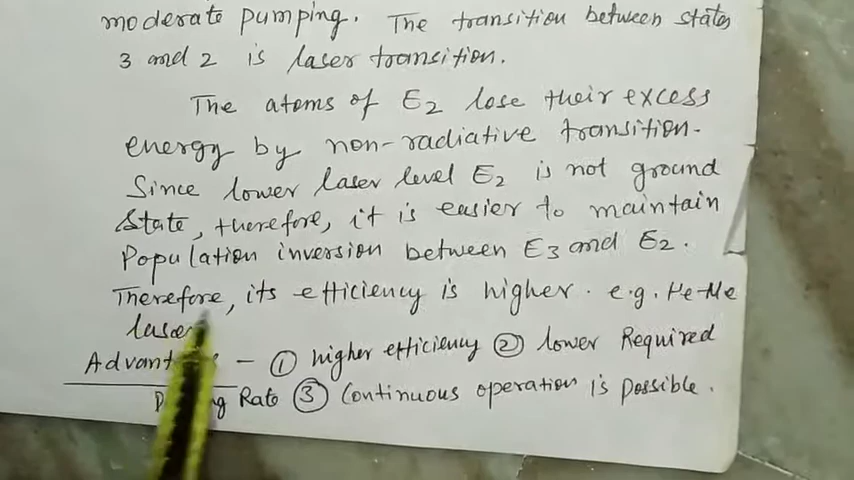 moderate pumping. The transition between states
3 and 2 is laser transition.
The atoms of E2 lose their excess
energy by non-radiative transition.
Since lower laser level E2 is not ground
State, therefore, it is easier to maintain
Population inversion between E3 and E2.
Therefore, its efficiency is higher. e.g. He-Ne
laser
Advant – ① higher efficiency ② lower Required
Rate ③ Continuous operation is possible.